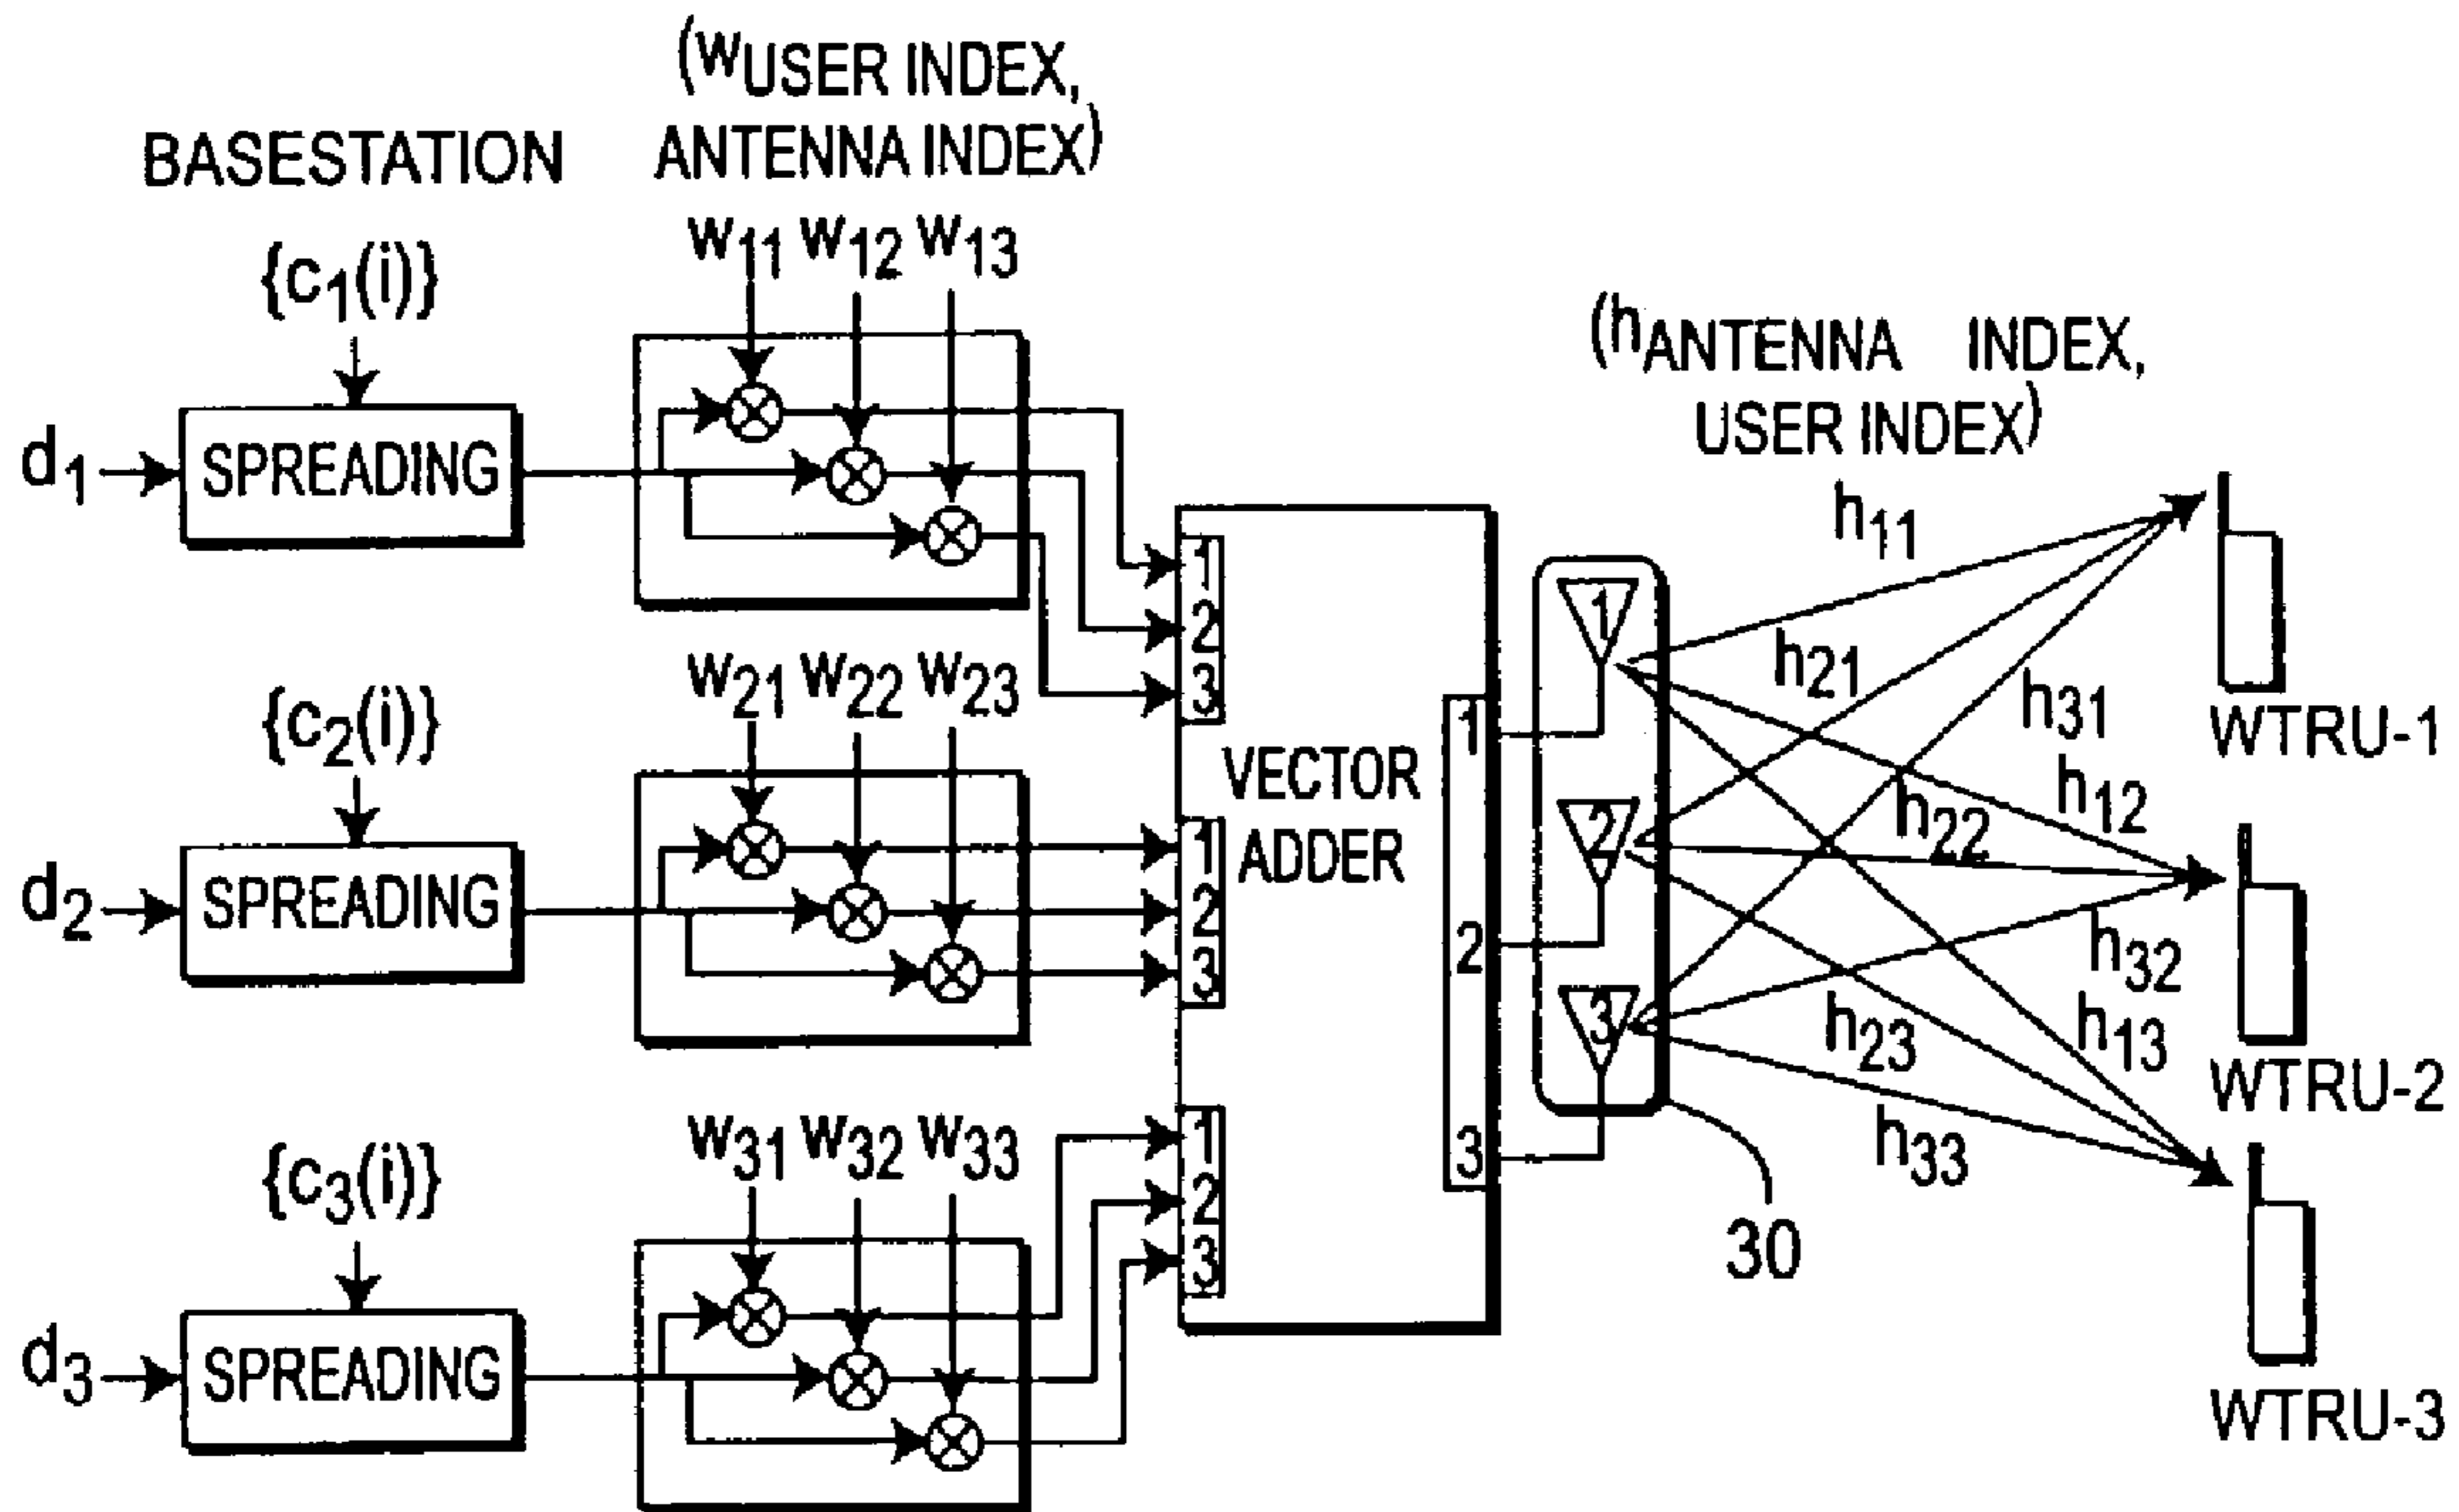 (wUSER INDEX,
ANTENNA INDEX)
BASESTATION
w11 w12 w13
{c1(i)}
(hANTENNA INDEX,
USER INDEX)
d1
SPREADING
h11
1
2
3
1
h21
h31
WTRU-1
w21 w22 w23
{c2(i)}
1
VECTOR
ADDER
h12
h22
2
d2
SPREADING
1
2
3
2
h32
3
h23
h13
WTRU-2
w31 w32 w33
{c3(i)}
1
2
3
3
h33
30
d3
SPREADING
WTRU-3